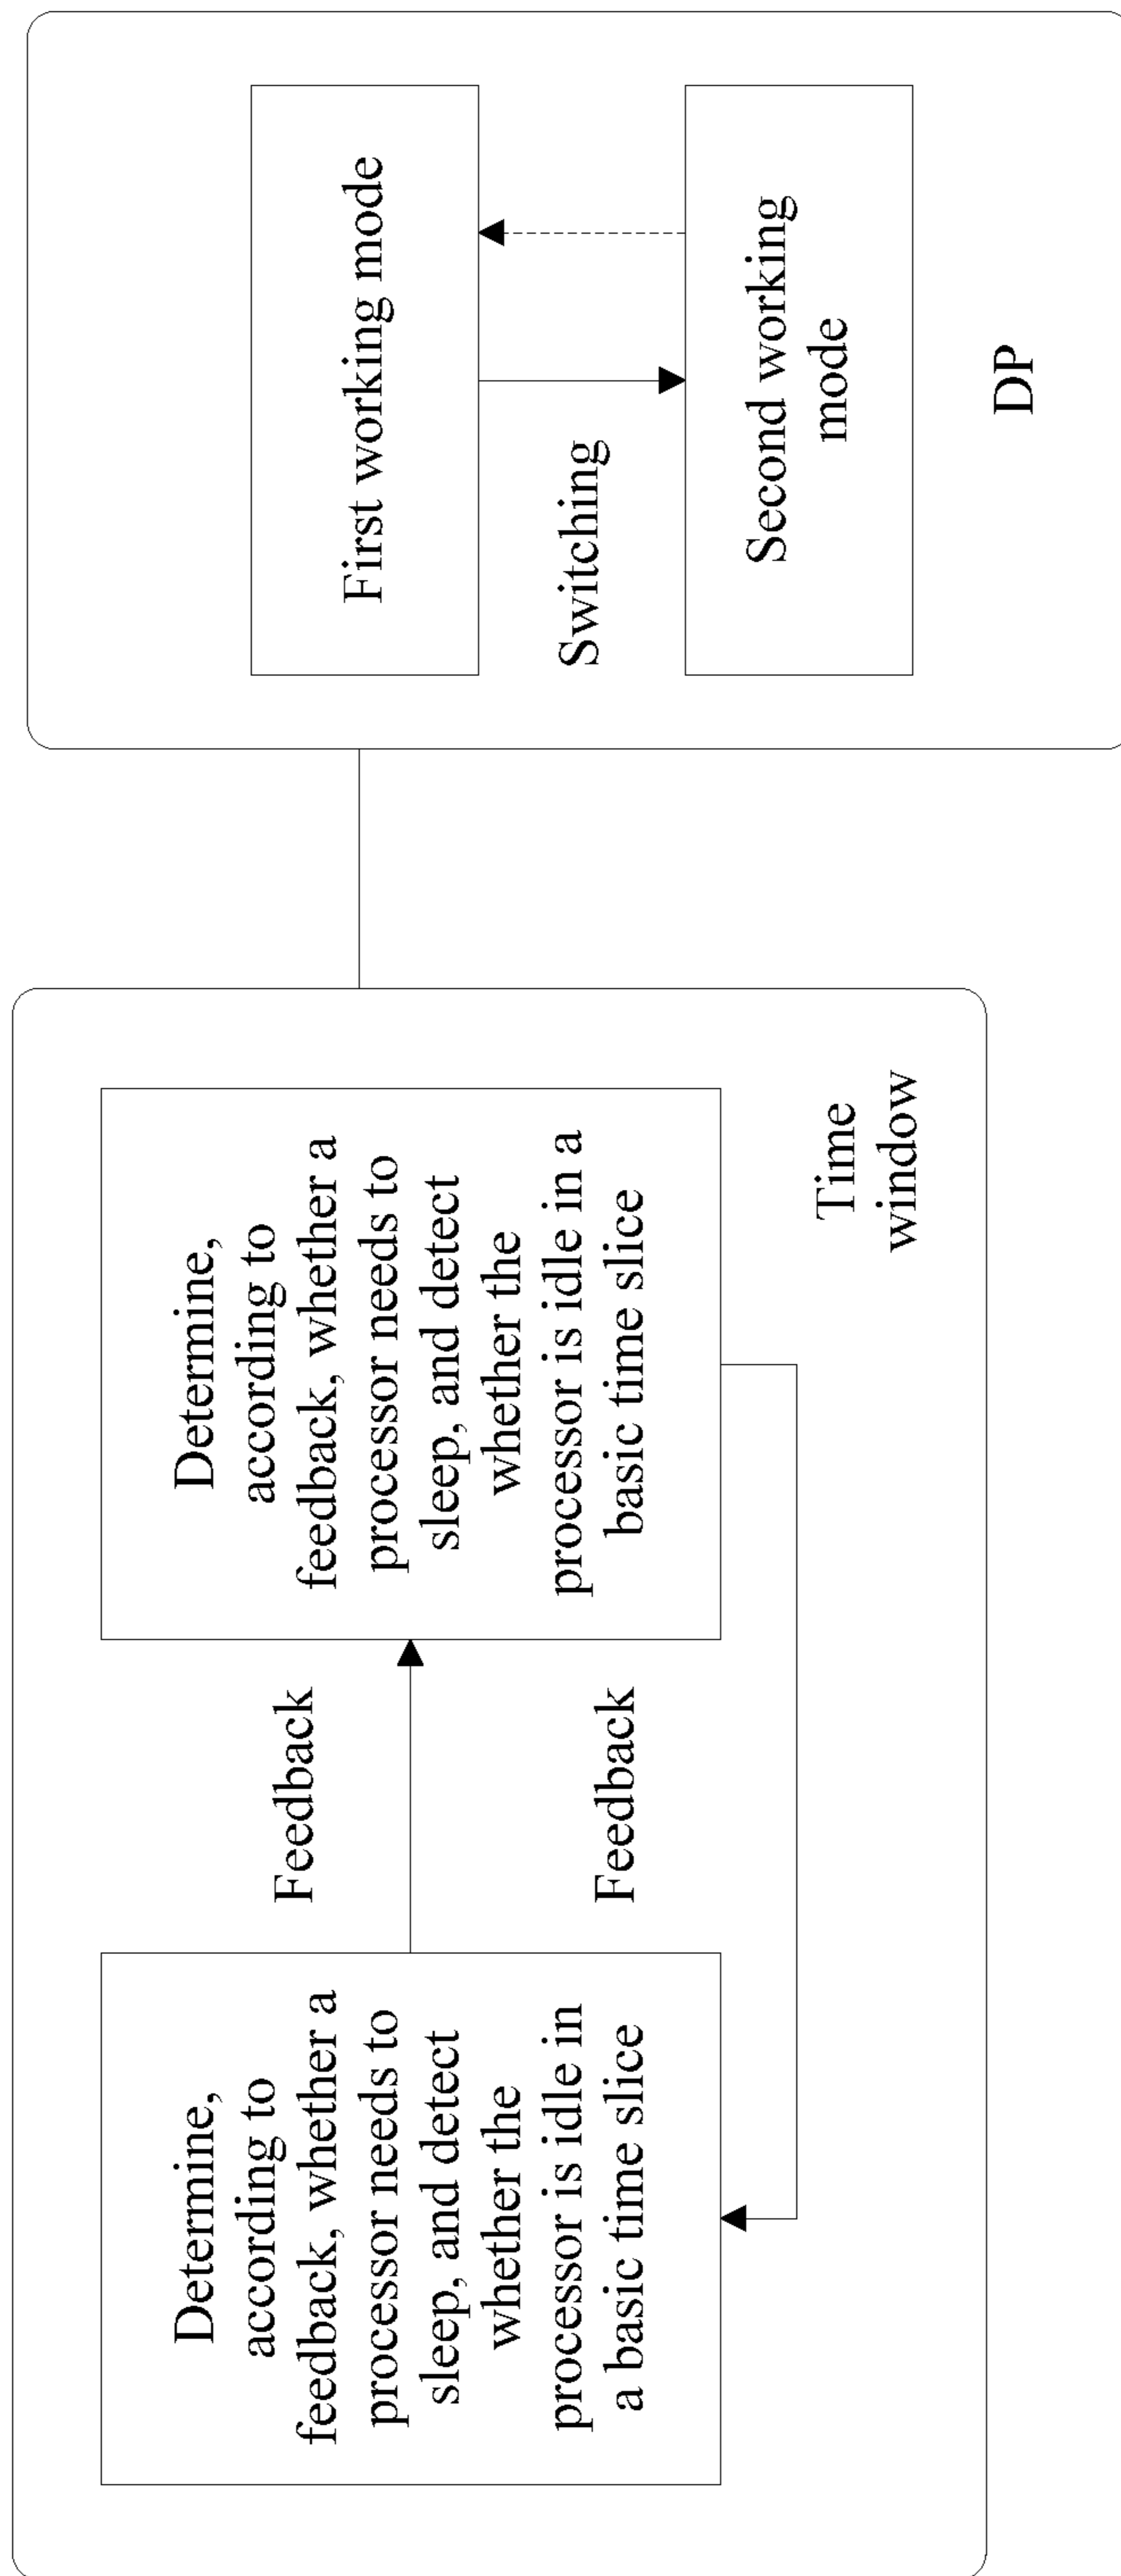 Determine,
according to
feedback, whether a
processor needs to
sleep, and detect
whether the
processor is idle in
a basic time slice
Feedback
Feedback
Determine,
according to
feedback, whether a
processor needs to
sleep, and detect
whether the
processor is idle in a
basic time slice
Time
window
First working mode
Switching
Second working
mode
DP